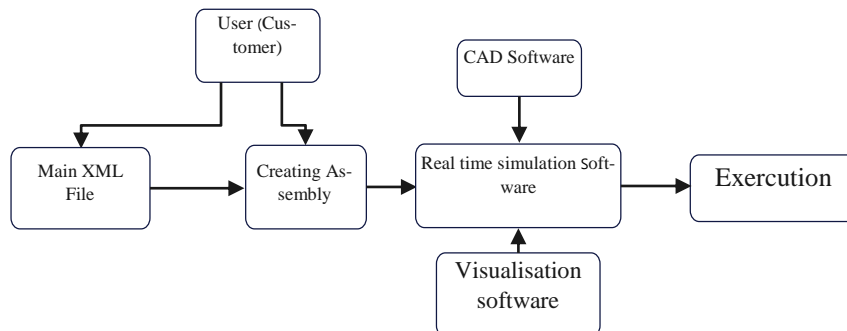 User (Cus-
tomer)
CAD Software
Main XML
File
Creating As-
sembly
Real time simulation Soft-
ware
Exercution
Visualisation
software